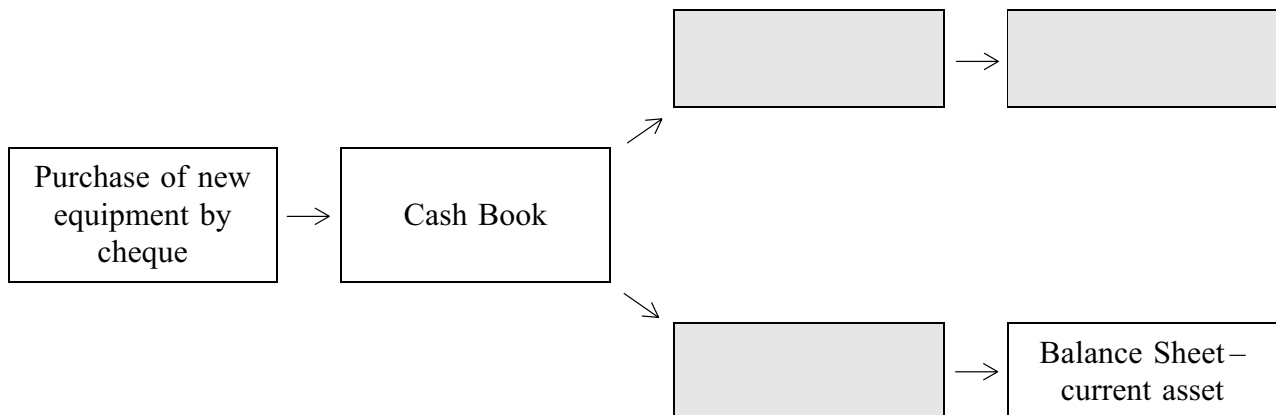 Purchase of new
equipment by
cheque
Cash Book
Balance Sheet –
current asset